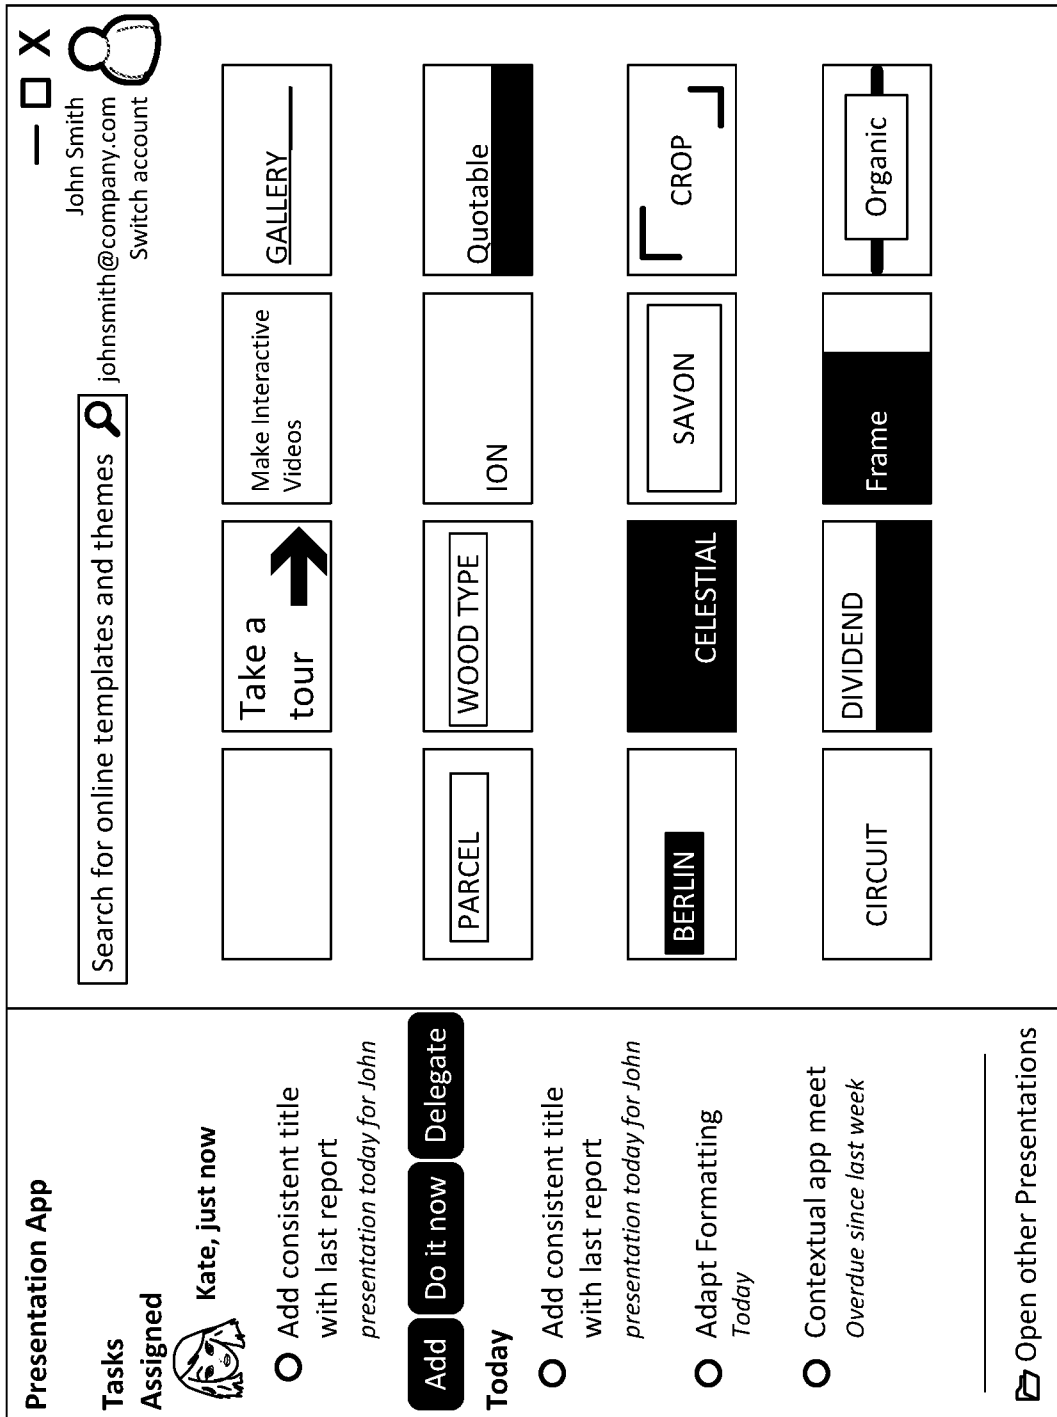 Presentation App
Tasks
Assigned
Kate, just now
Add consistent title
with last report
presentation today for John
Add
Do it now
Delegate
Today
Add consistent title
with last report
presentation today for John
Adapt Formatting
Today
Contextual app meet
Overdue since last week
Open other Presentations
X
John Smith
johnsmith@company.com
Switch account
Search for online templates and themes
Take a
tour
Make Interactive
Videos
GALLERY
PARCEL
WOOD TYPE
ION
Quotable
BERLIN
CELESTIAL
SAVON
CROP
CIRCUIT
DIVIDEND
Frame
Organic